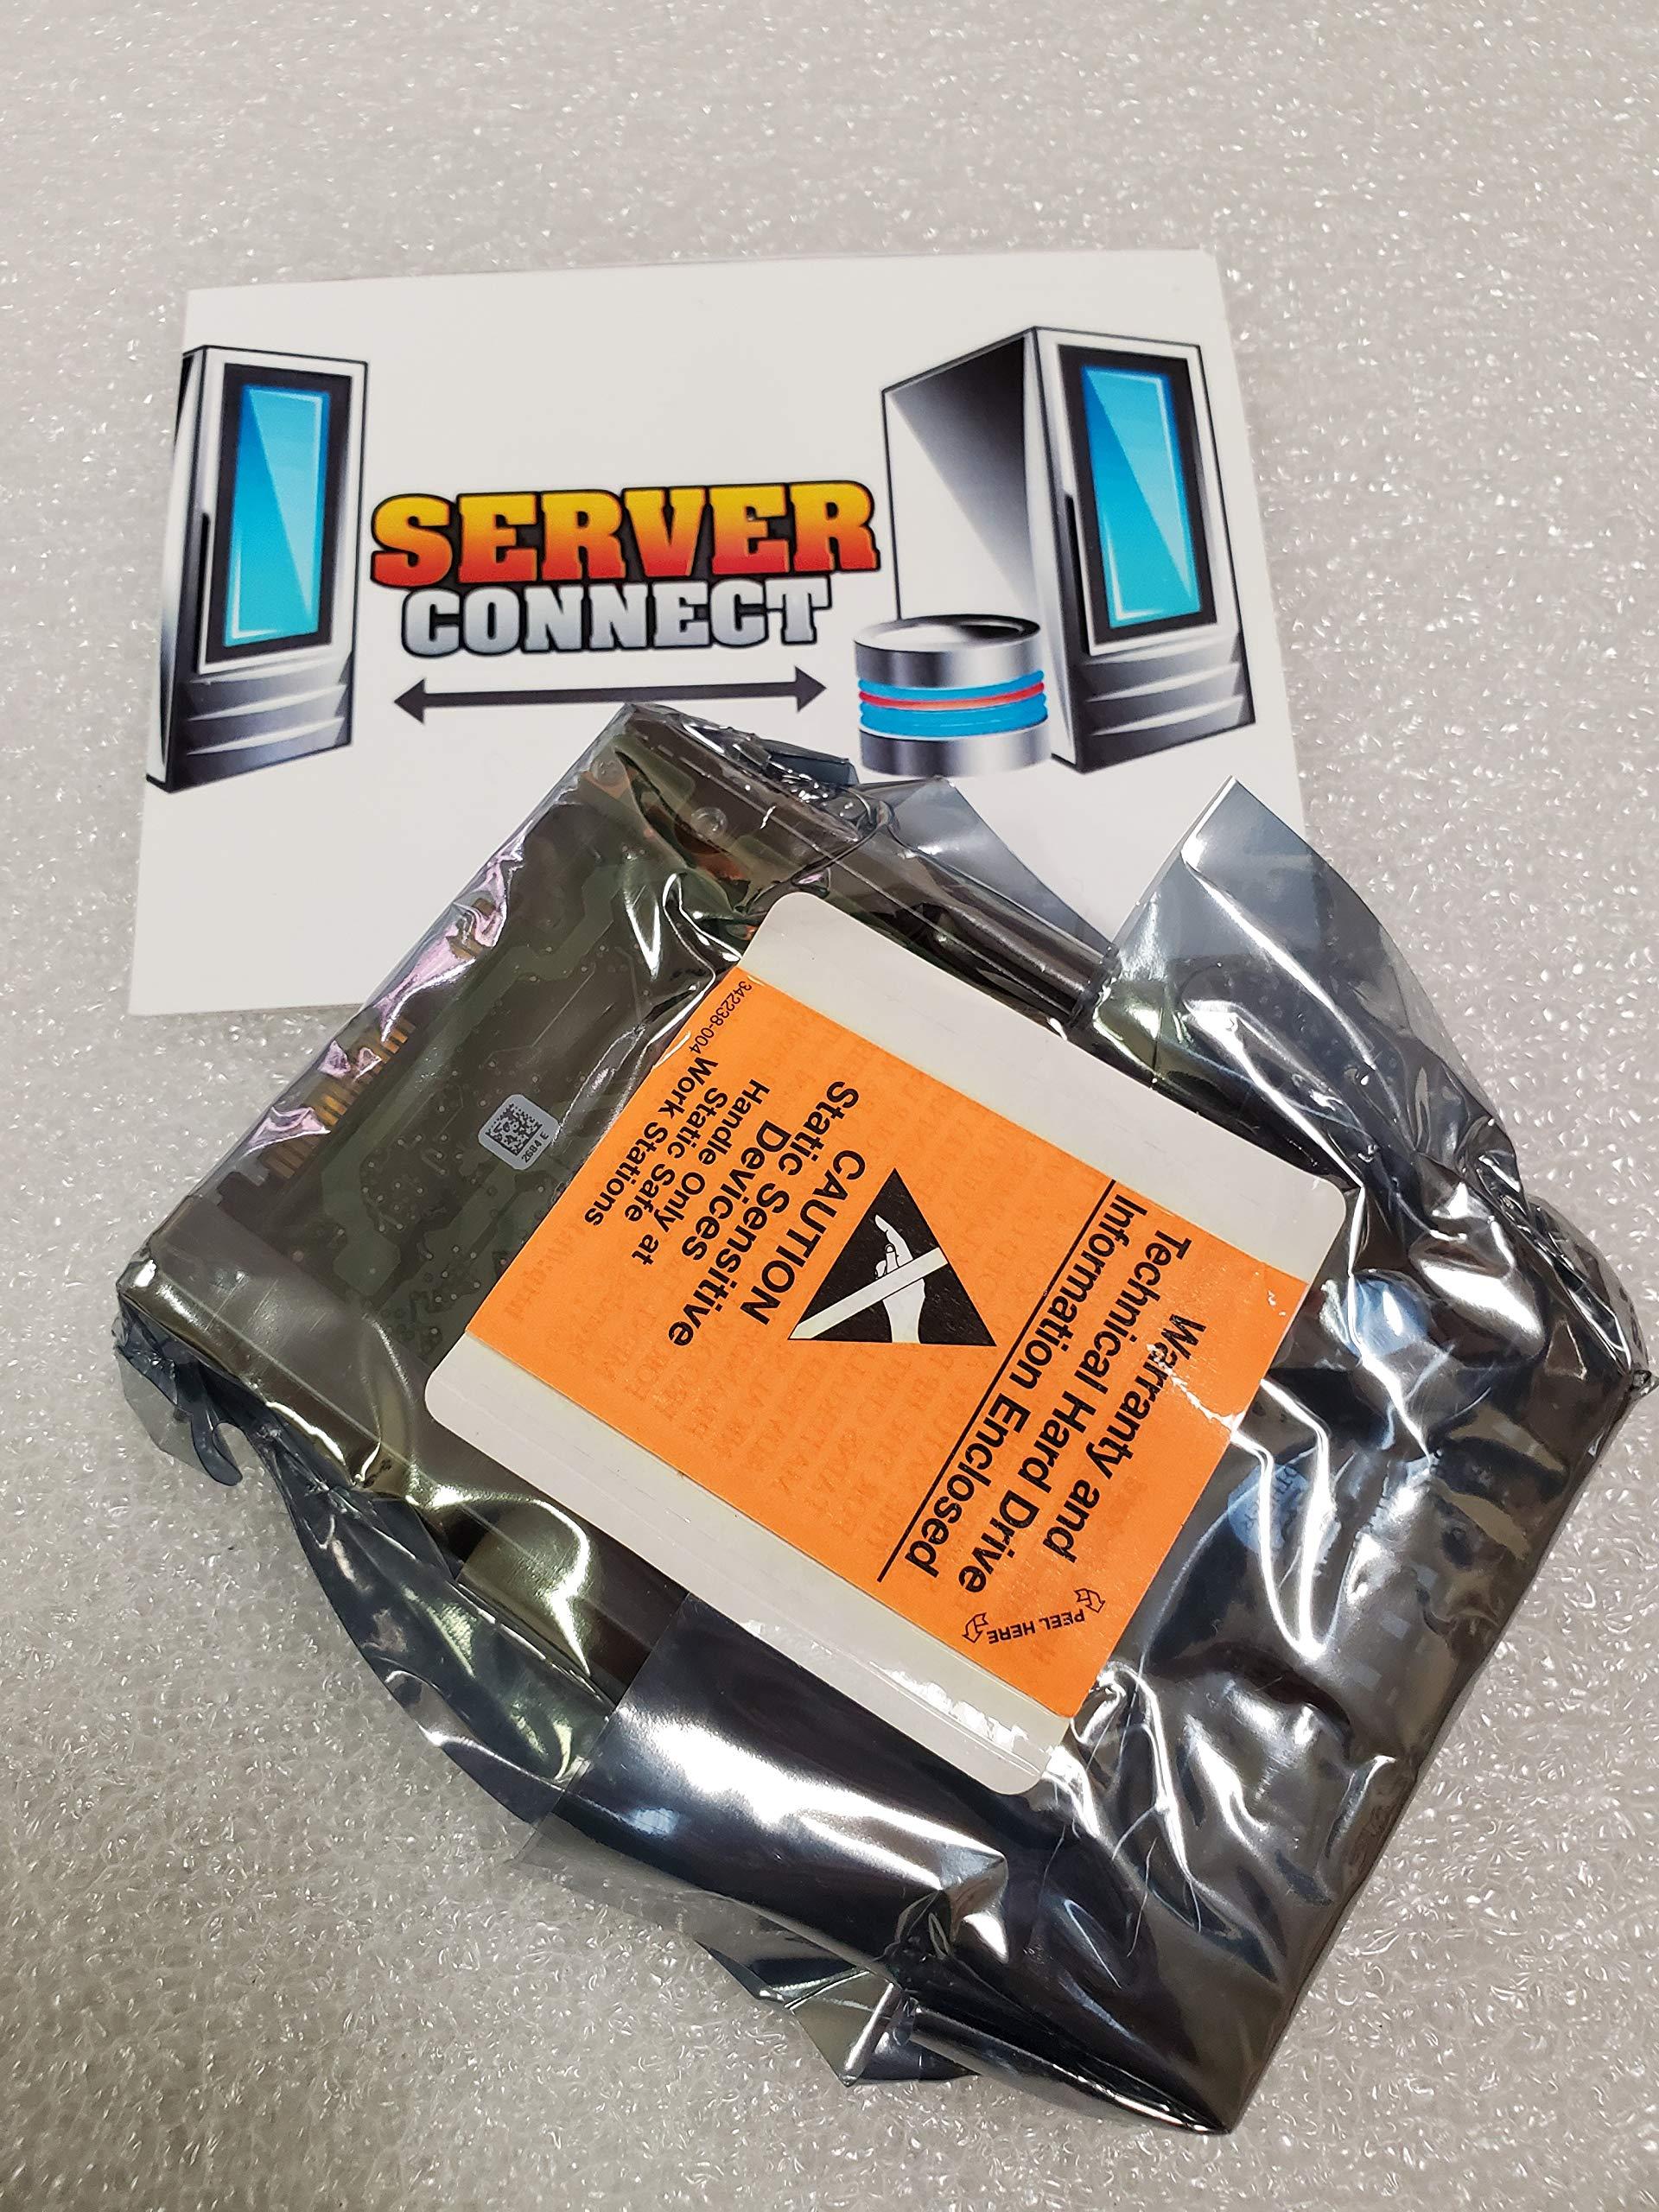 SERVER
CONNECT
342238-004
CAUTION
Static Sensitive
Devices
Handle Only at
Static Safe
Work Stations
Warranty and
Technical Hard Drive
Information Enclosed
PEEL HERE
2684 E